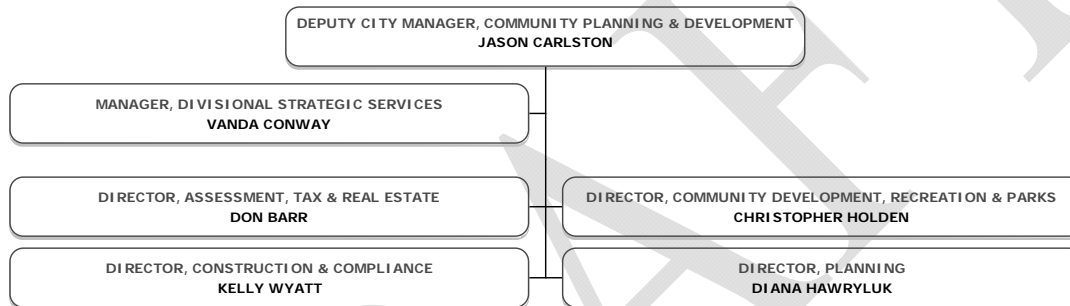 DEPUTY CITY MANAGER, COMMUNITY PLANNING & DEVELOPMENT
JASON CARLSTON
MANAGER, DIVISIONAL STRATEGIC SERVICES
VANDA CONWAY
DIRECTOR, ASSESSMENT, TAX & REAL ESTATE
DON BARR
DIRECTOR, COMMUNITY DEVELOPMENT, RECREATION & PARKS
CHRISTOPHER HOLDEN
DIRECTOR, CONSTRUCTION & COMPLIANCE
KELLY WYATT
DIRECTOR, PLANNING
DIANA HAWRYLUK